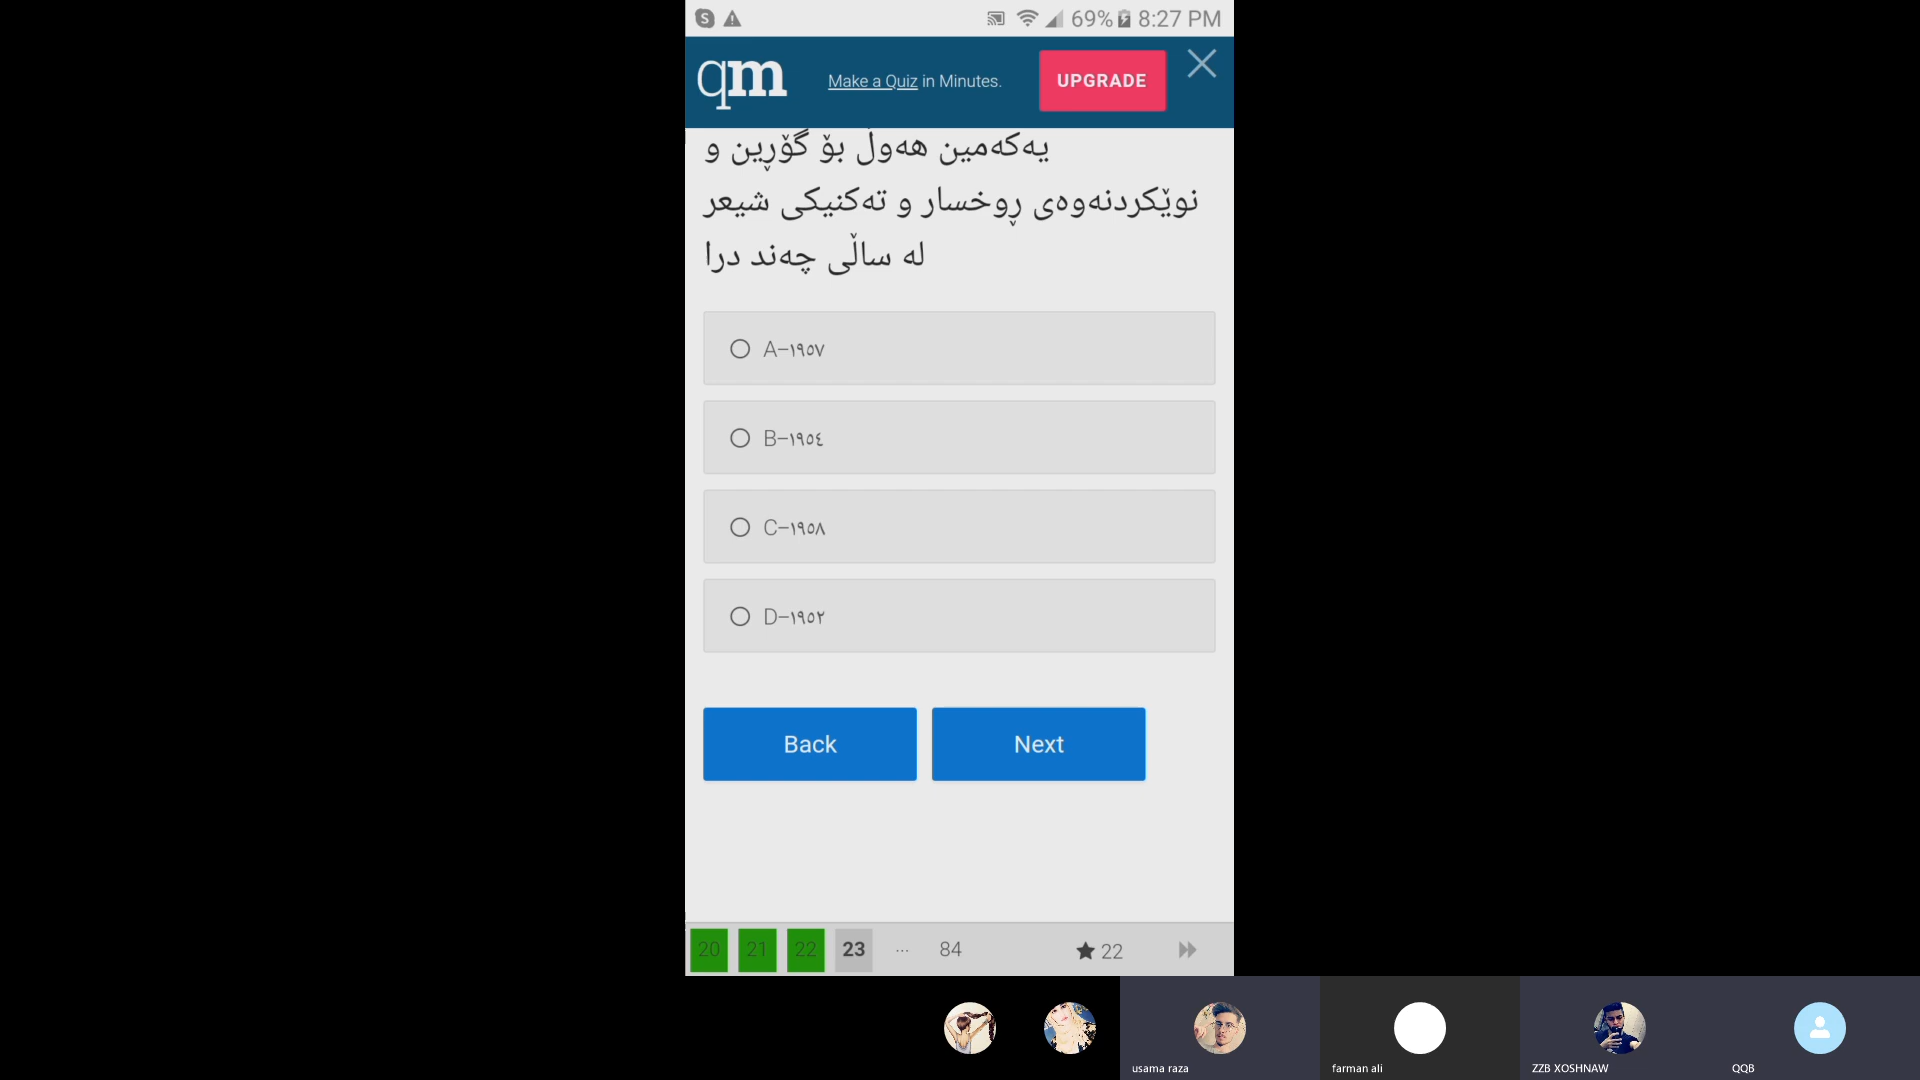 69% 8:27 PM
qm
Make a Quiz in Minutes.
UPGRADE
یەکەمین هەوڵ بۆ گۆڕین و
نوێکردنەوەی ڕوخسار و تەکنیکی شیعر
لە ساڵی چەند درا
A–١٩٥٧
B–١٩٥٤
C–١٩٥٨
D–١٩٥٢
Back
Next
20 21 22 23 ... 84 22
usama raza
farman ali
ZZB XOSHNAW
QQB